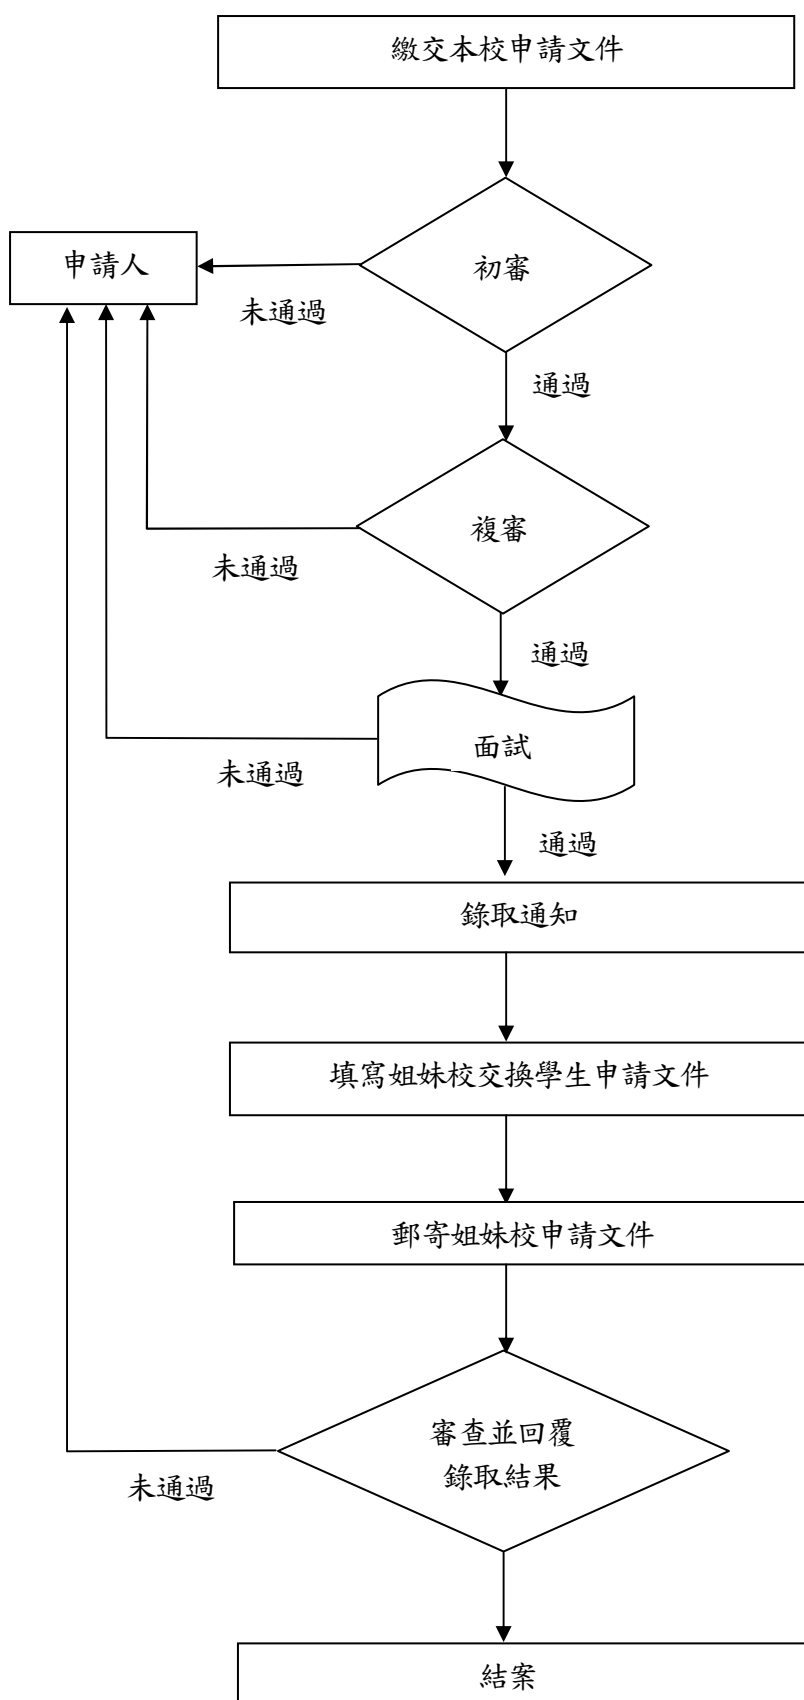 繳交本校申請文件
申請人
初審
未通過
通過
複審
未通過
通過
面試
未通過
通過
錄取通知
填寫姐妹校交換學生申請文件
郵寄姐妹校申請文件
審查並回覆
錄取結果
未通過
結案